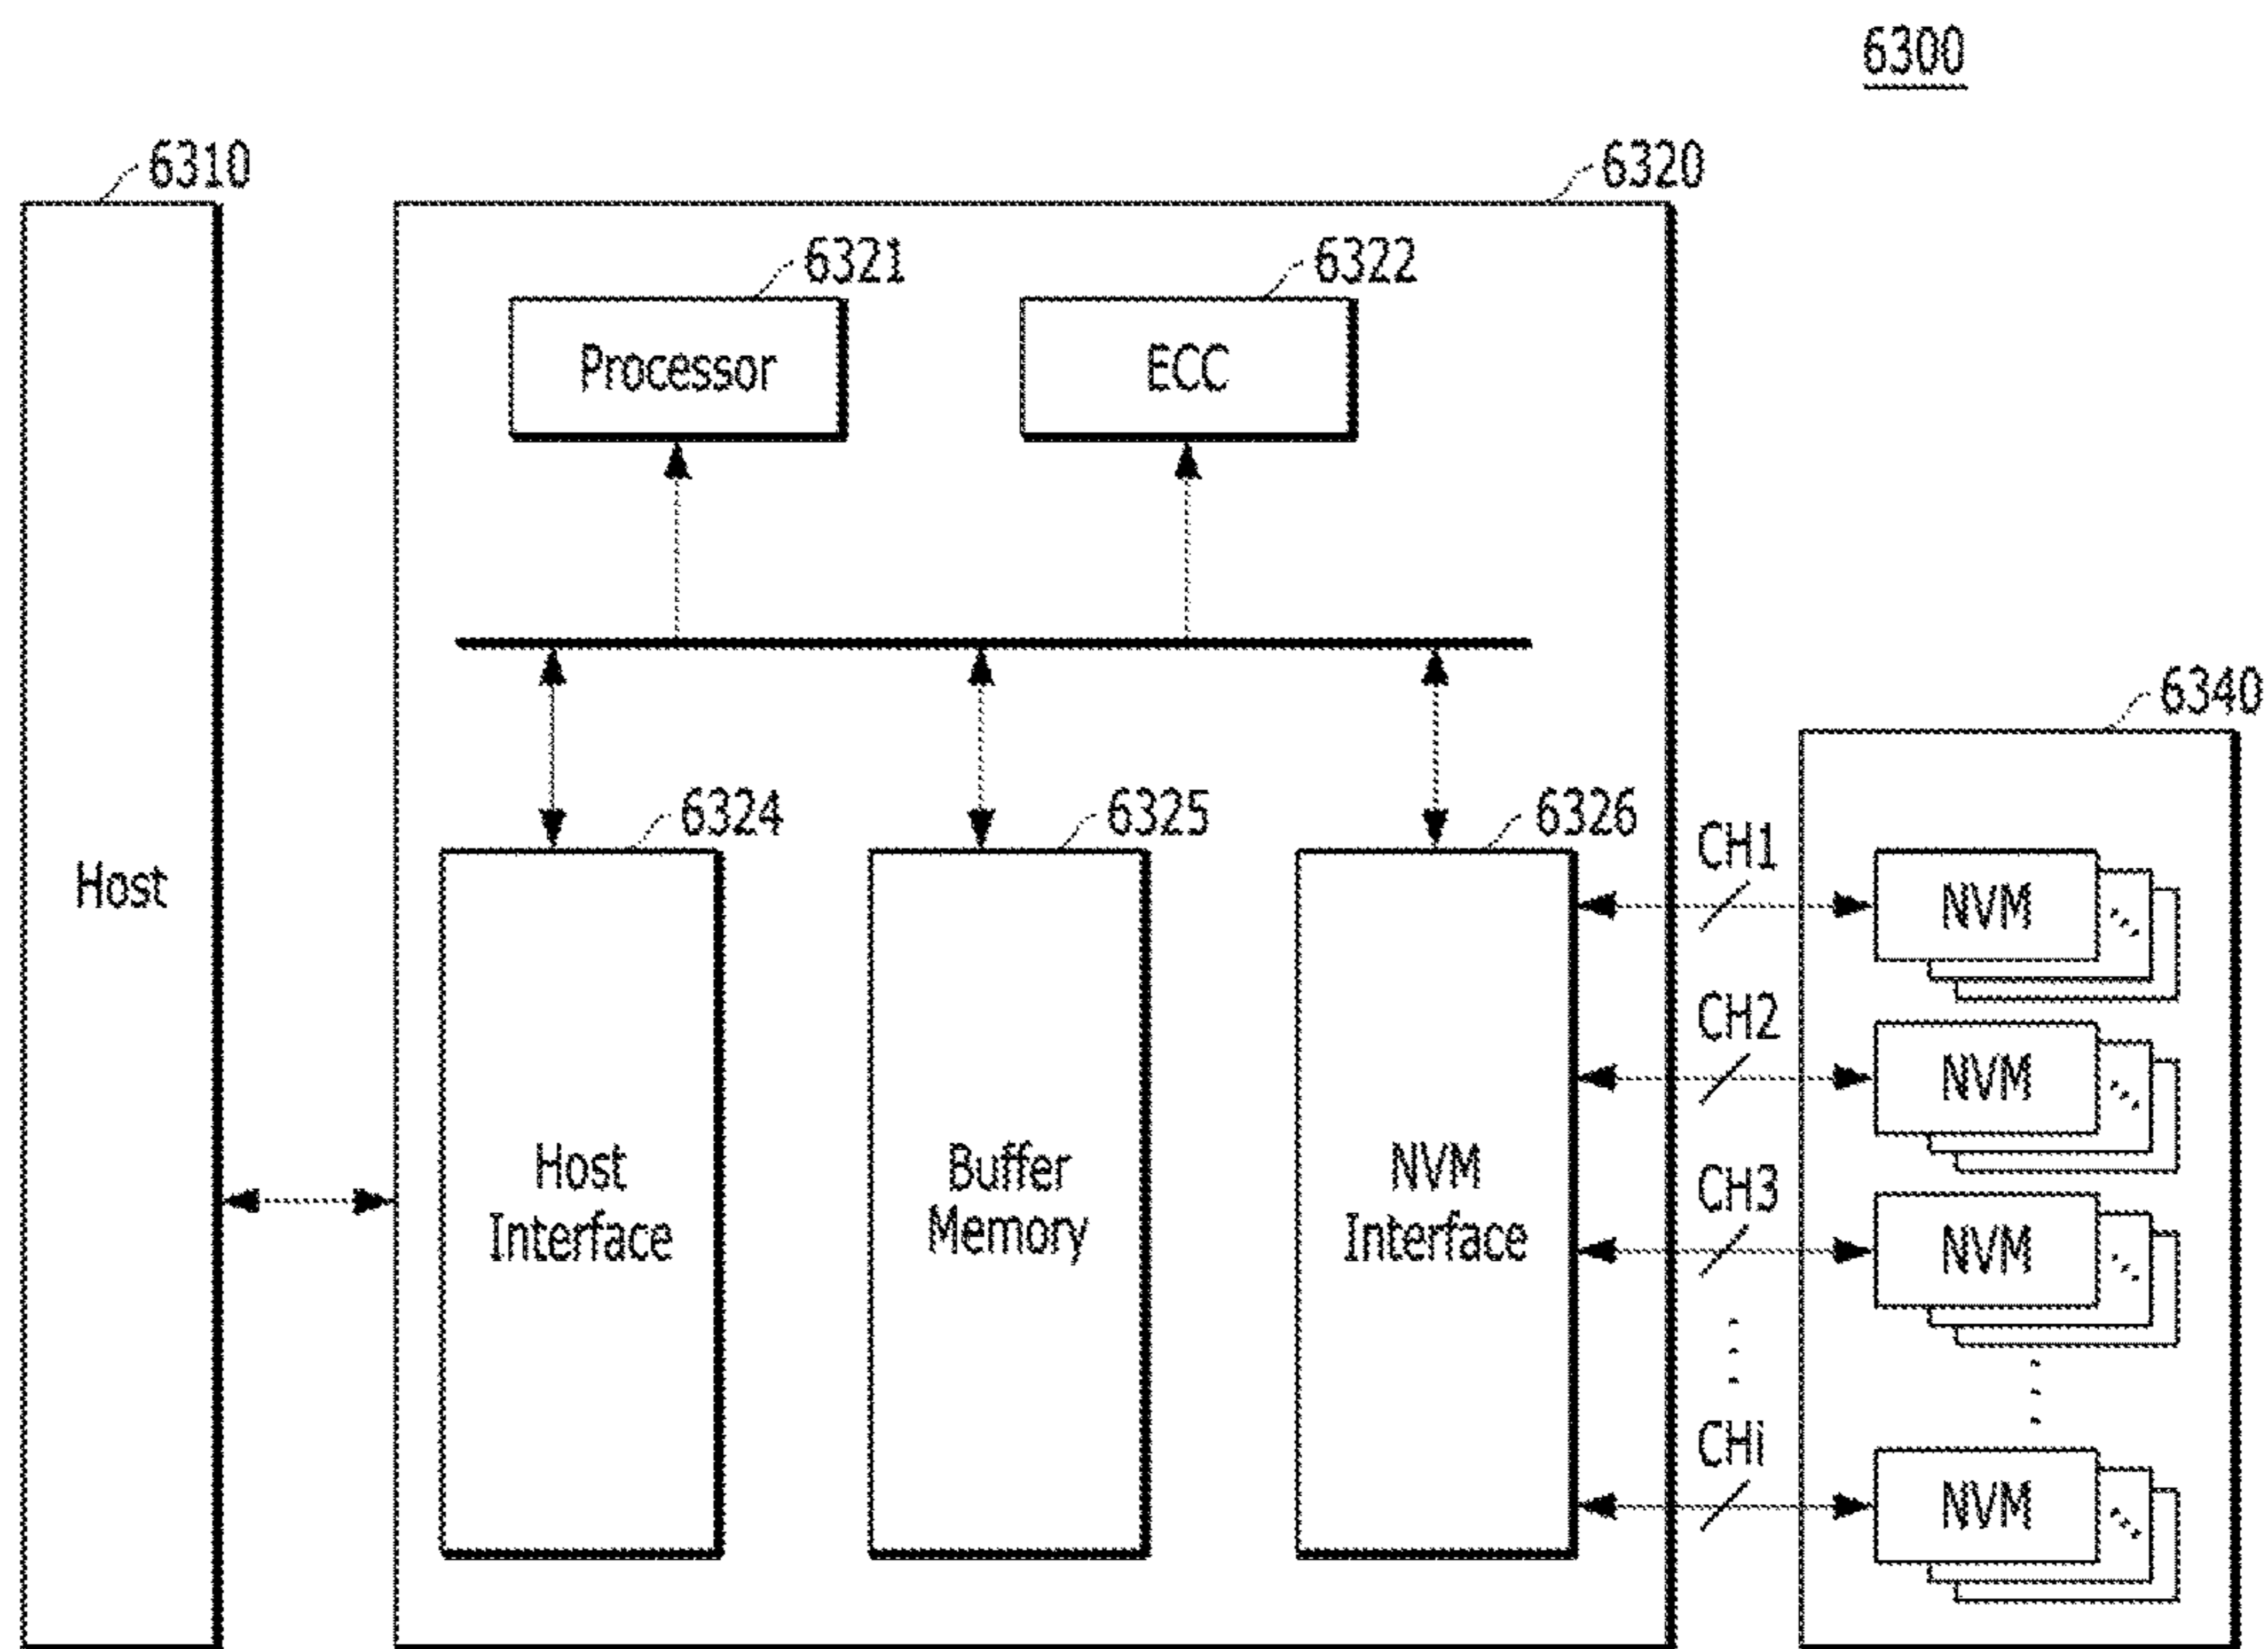 6300
6310
6320
6321
6322
Processor
ECC
6340
6324
6325
6326
CH1
Host
NVM
CH2
NVM
Host
Interface
Buffer
Memory
NVM
Interface
CH3
NVM
CHi
NVM